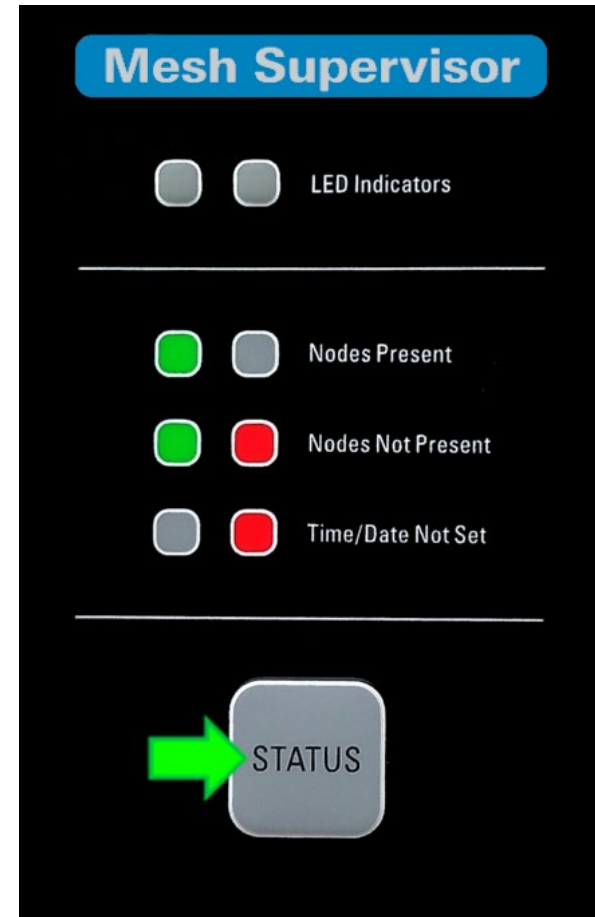 Mesh Supervisor
LED Indicators
Nodes Present
Nodes Not Present
Time/Date Not Set
STATUS